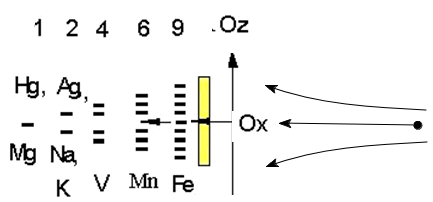 1 2 4 6 9 .Oz
Hg, Ag,
Ox
Mg Na, V Mn Fe
K